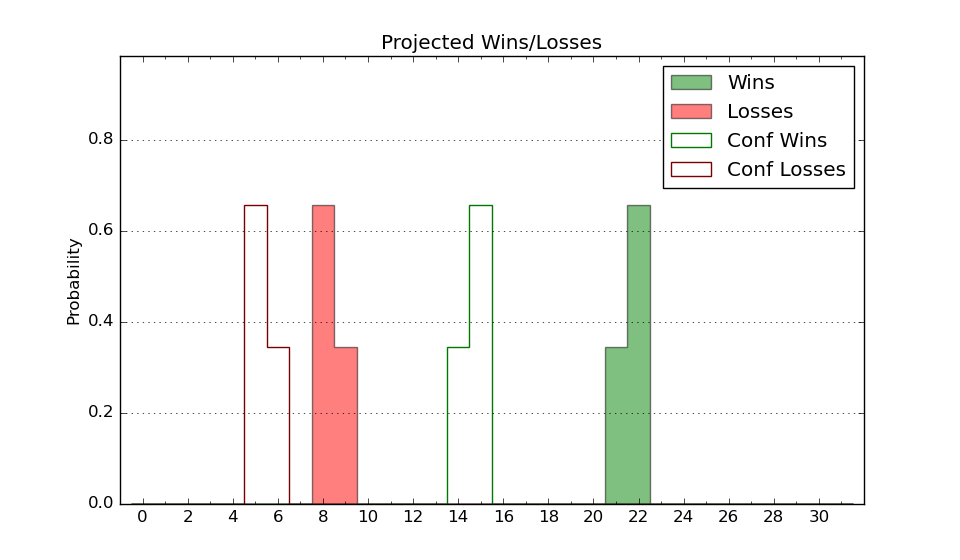 Projected Wins/Losses
Wins
Losses
Conf Wins
Conf Losses
Probability
0.8
0.6
0.4
0.2
0.0
0 2 4 6 8 10 12 14 16 18 20 22 24 26 28 30